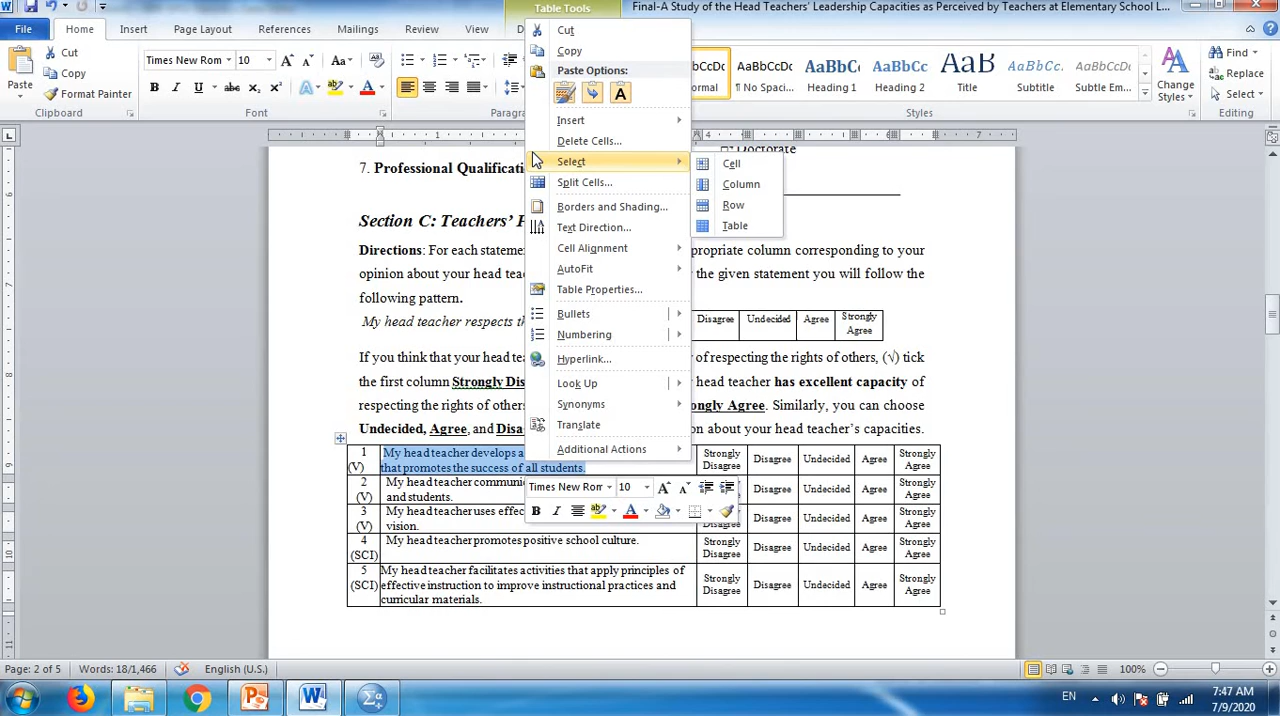 Table Tools
Final-A Study of the Head Teachers' Leadership Capacities as Perceived by Teachers at Elementary School L...
File
Home
Insert
Page Layout
References
Mailings
Review
View
Cut
Copy
Format Painter
Paste
Clipboard
Times New Rom
10
Font
Paragr
Normal
¶ No Spaci...
AaBbCc
Heading 1
AaBbCc
Heading 2
AaB
Title
AaBbCcD
Subtitle
AaBbCcDc
Subtle Em...
Change
Styles
Styles
Find
Replace
Select
Editing
Cut
Copy
Paste Options:
Insert
Delete Cells...
Select
Split Cells...
Borders and Shading...
Text Direction...
Cell Alignment
AutoFit
Table Properties...
Bullets
Numbering
Hyperlink...
Look Up
Synonyms
Translate
Additional Actions
Cell
Column
Row
Table
Times New Rom
10
Doctorate
7. Professional Qualificati
Section C: Teachers' P
Directions: For each statemen
propriate column corresponding to your
opinion about your head tea
the given statement you will follow the
following pattern.
My head teacher respects th
Disagree
Undecided
Agree
Strongly
Agree
If you think that your head tea
of respecting the rights of others, (√) tick
the first column Strongly Dis
head teacher has excellent capacity of
respecting the rights of others
ongly Agree. Similarly, you can choose
Undecided, Agree, and Disa
on about your head teacher's capacities.
1
(V)
My head teacher develops a
that promotes the success of all students.
Strongly
Disagree
Disagree
Undecided
Agree
Strongly
Agree
2
(V)
My head teacher communi
and students.
Strongly
Disagree
Disagree
Undecided
Agree
Strongly
Agree
3
(V)
My head teacher uses effec
vision.
Strongly
Disagree
Disagree
Undecided
Agree
Strongly
Agree
4
(SCI)
My head teacher promotes positive school culture.
Strongly
Disagree
Disagree
Undecided
Agree
Strongly
Agree
5
(SCI)
My head teacher facilitates activities that apply principles of
effective instruction to improve instructional practices and
curricular materials.
Strongly
Disagree
Disagree
Undecided
Agree
Strongly
Agree
Page: 2 of 5
Words: 18/1,466
English (U.S.)
100%
EN
7:47 AM
7/9/2020